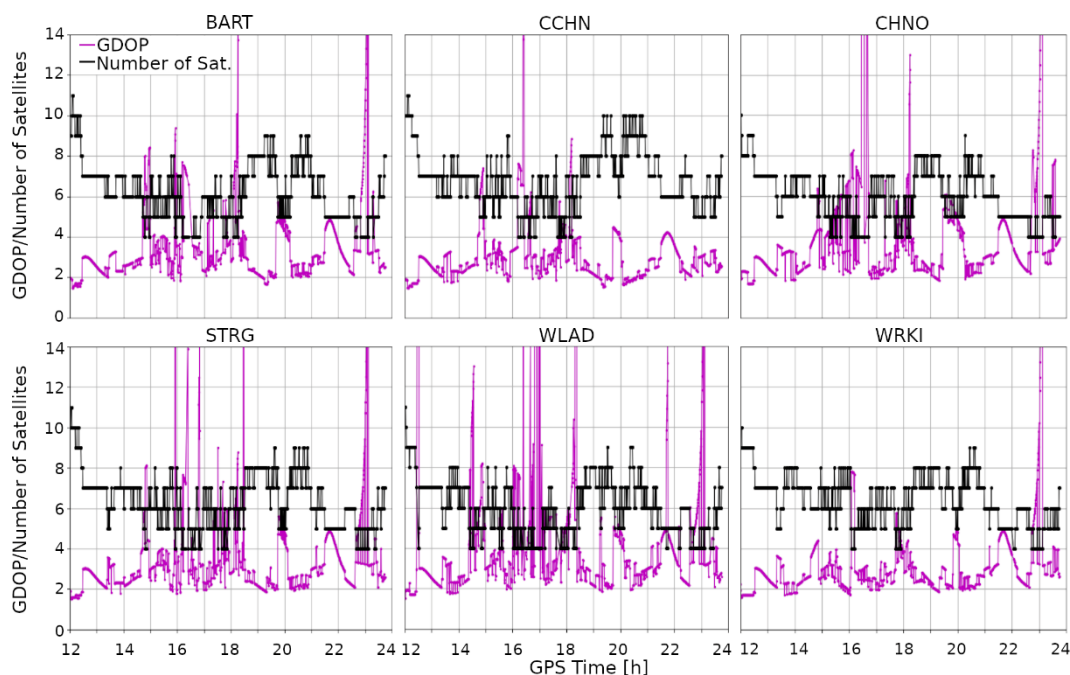 BART CCHN CHNO
14
12
10
8
6
4
2
0
GDOP
Number of Sat.
GDOP/Number of Satellites
STRG WLAD WRKI
14
12
10
8
6
4
2
0
GDOP/Number of Satellites
12 14 16 18 20 22 24 12 14 16 18 20 22 24 12 14 16 18 20 22 24
GPS Time [h]